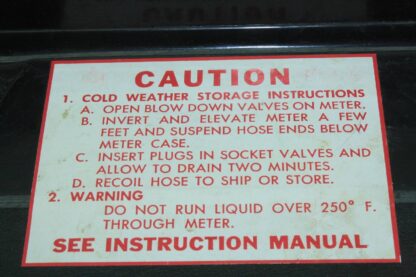 CAUTION
1. COLD WEATHER STORAGE INSTRUCTIONS
A. OPEN BLOW DOWN VALVES ON METER.
B. INVERT AND ELEVATE METER A FEW
FEET AND SUSPEND HOSE ENDS BELOW
METER CASE.
C. INSERT PLUGS IN SOCKET VALVES AND
ALLOW TO DRAIN TWO MINUTES.
D. RECOIL HOSE TO SHIP OR STORE.
2. WARNING
DO NOT RUN LIQUID OVER 250° F.
THROUGH METER.
SEE INSTRUCTION MANUAL